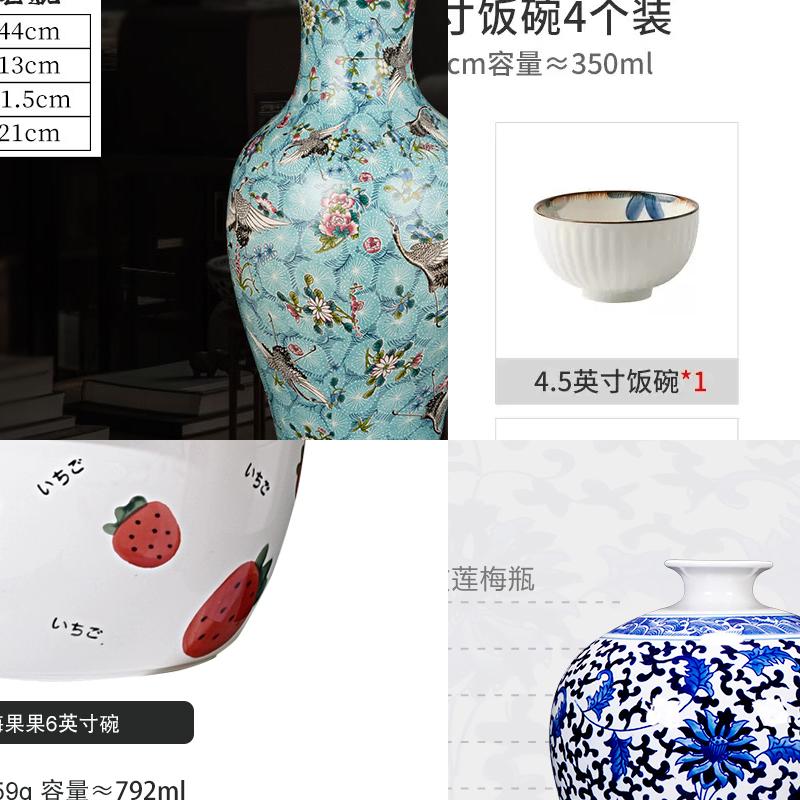 44cm
13cm
1.5cm
21cm
寸饭碗4个装
cm容量≈350ml
4.5英寸饭碗*1
いちご
いちご
いちご.
果果6英寸碗
59g 容量≈792ml
莲梅瓶